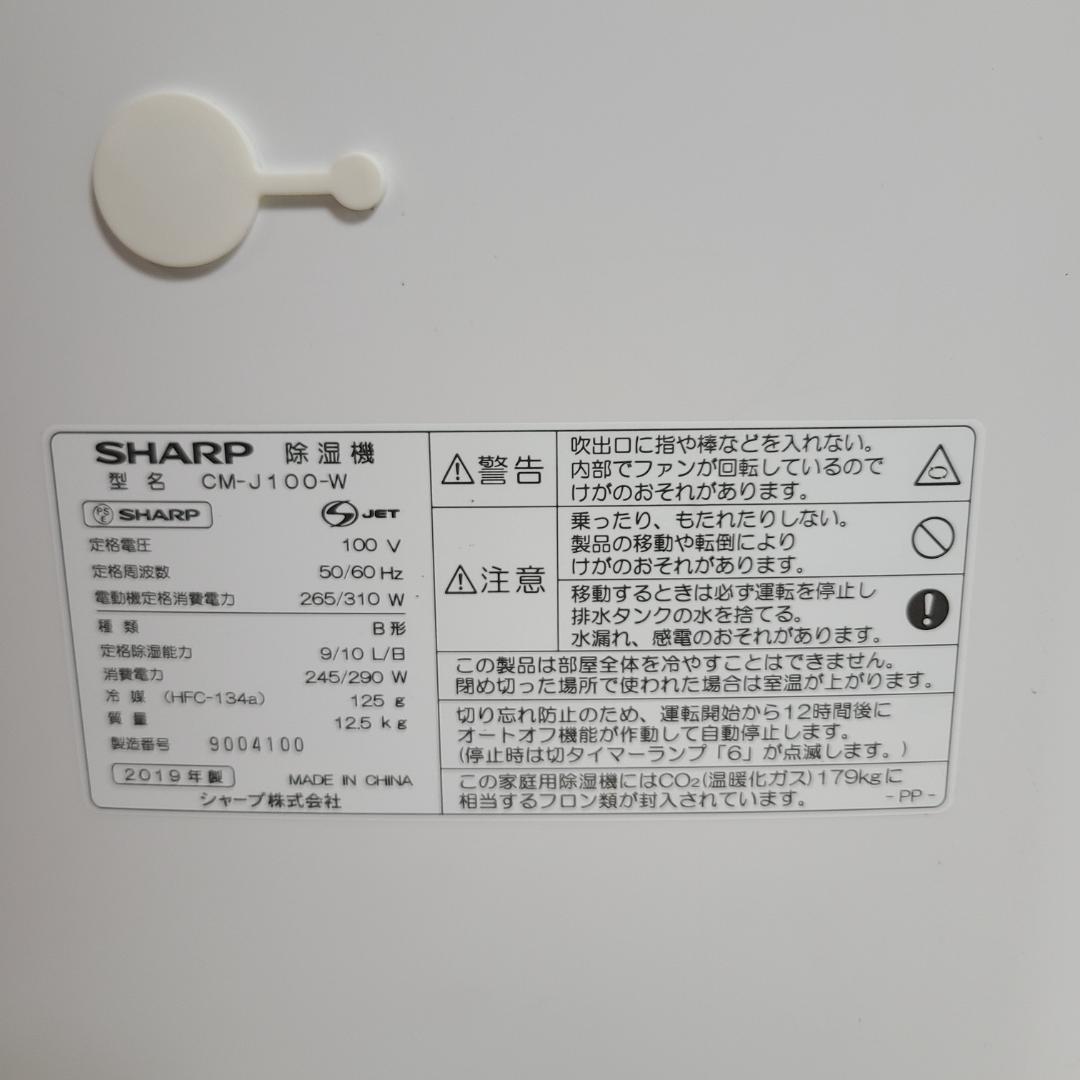 SHARP 除湿機
型名 CM-J100-W
PSE SHARP
S JET
定格電圧 100 V
定格周波数 50/60 Hz
電動機定格消費電力 265/310 W
種類 B形
定格除湿能力 9/10 L/日
消費電力 245/290 W
冷媒 (HFC-134a) 125 g
質量 12.5 kg
製造番号 9004100
2019年製 MADE IN CHINA
シャープ株式会社
⚠警告
吹出口に指や棒などを入れない。
内部でファンが回転しているので
けがのおそれがあります。
⚠注意
乗ったり、もたれたりしない。
製品の移動や転倒により
けがのおそれがあります。
移動するときは必ず運転を停止し
排水タンクの水を捨てる。
水漏れ、感電のおそれがあります。
この製品は部屋全体を冷やすことはできません。
閉め切った場所で使われた場合は室温が上がります。
切り忘れ防止のため、運転開始から12時間後に
オートオフ機能が作動して自動停止します。
(停止時は切タイマーランプ「6」が点滅します。)
この家庭用除湿機にはCO2(温暖化ガス)179kgに
相当するフロン類が封入されています。 -PP-